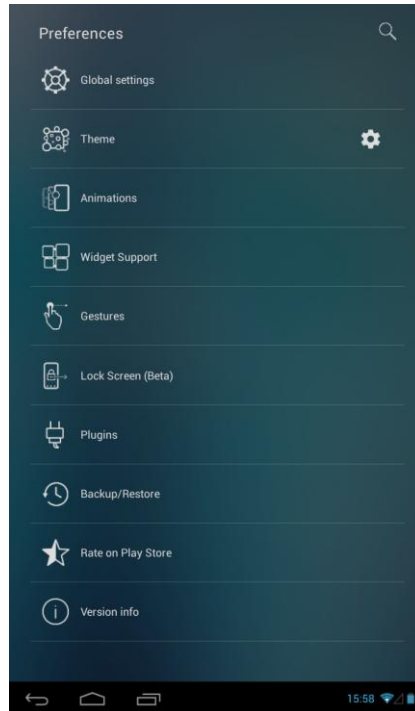 Preferences
Global settings
Theme
Animations
Widget Support
Gestures
Lock Screen (Beta)
Plugins
Backup/Restore
Rate on Play Store
Version info
15:58